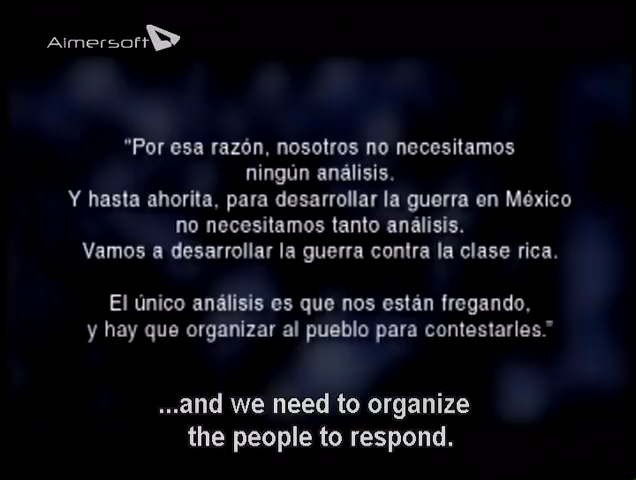 Aimersoft
"Por esa razón, nosotros no necesitamos
ningún análisis.
Y hasta ahorita, para desarrollar la guerra en México
no necesitamos tanto análisis.
Vamos a desarrollar la guerra contra la clase rica.
El único análisis es que nos están fregando,
y hay que organizar al pueblo para contestarles."
...and we need to organize
the people to respond.